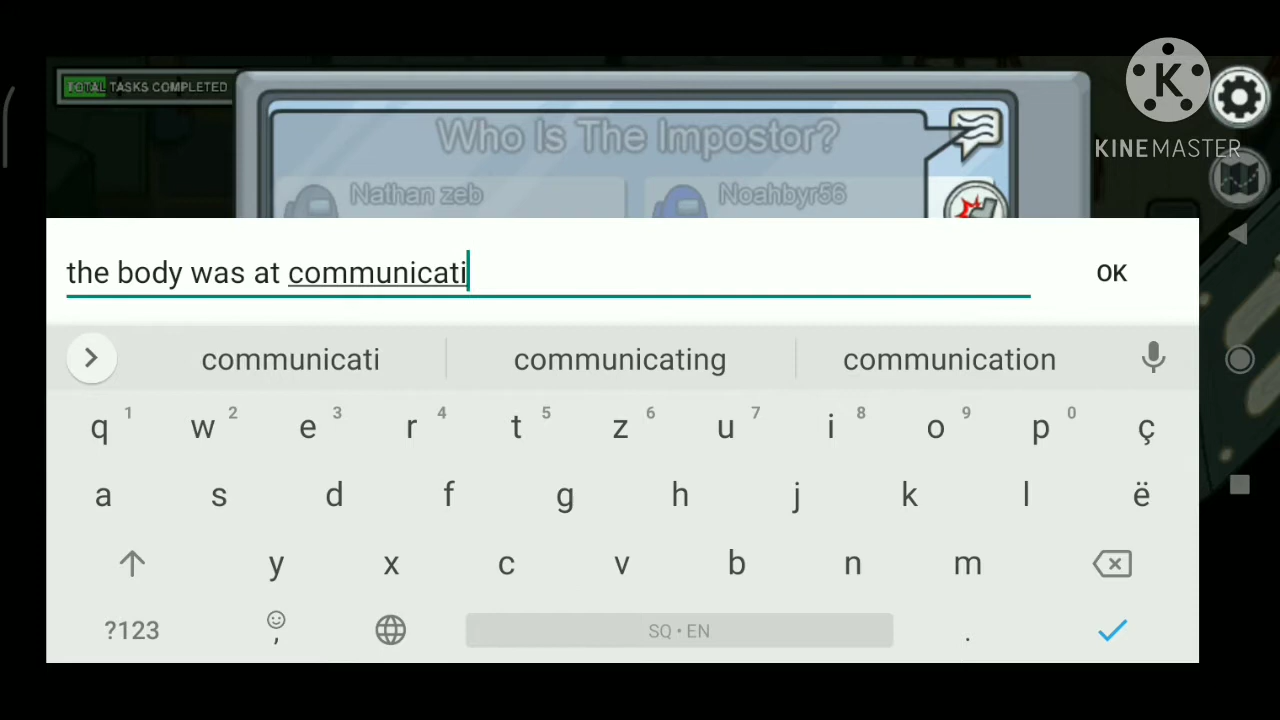 TOTAL TASKS COMPLETED
Who Is The Impostor?
KINEMASTER
Nathan zeb
Noahbyr56
the body was at communicati
OK
communicati communicating communication
q 1 w 2 e 3 r 4 t 5 z 6 u 7 i 8 o 9 p 0 ç
a s d f g h j k l ë
y x c v b n m
?123 , SQ • EN .